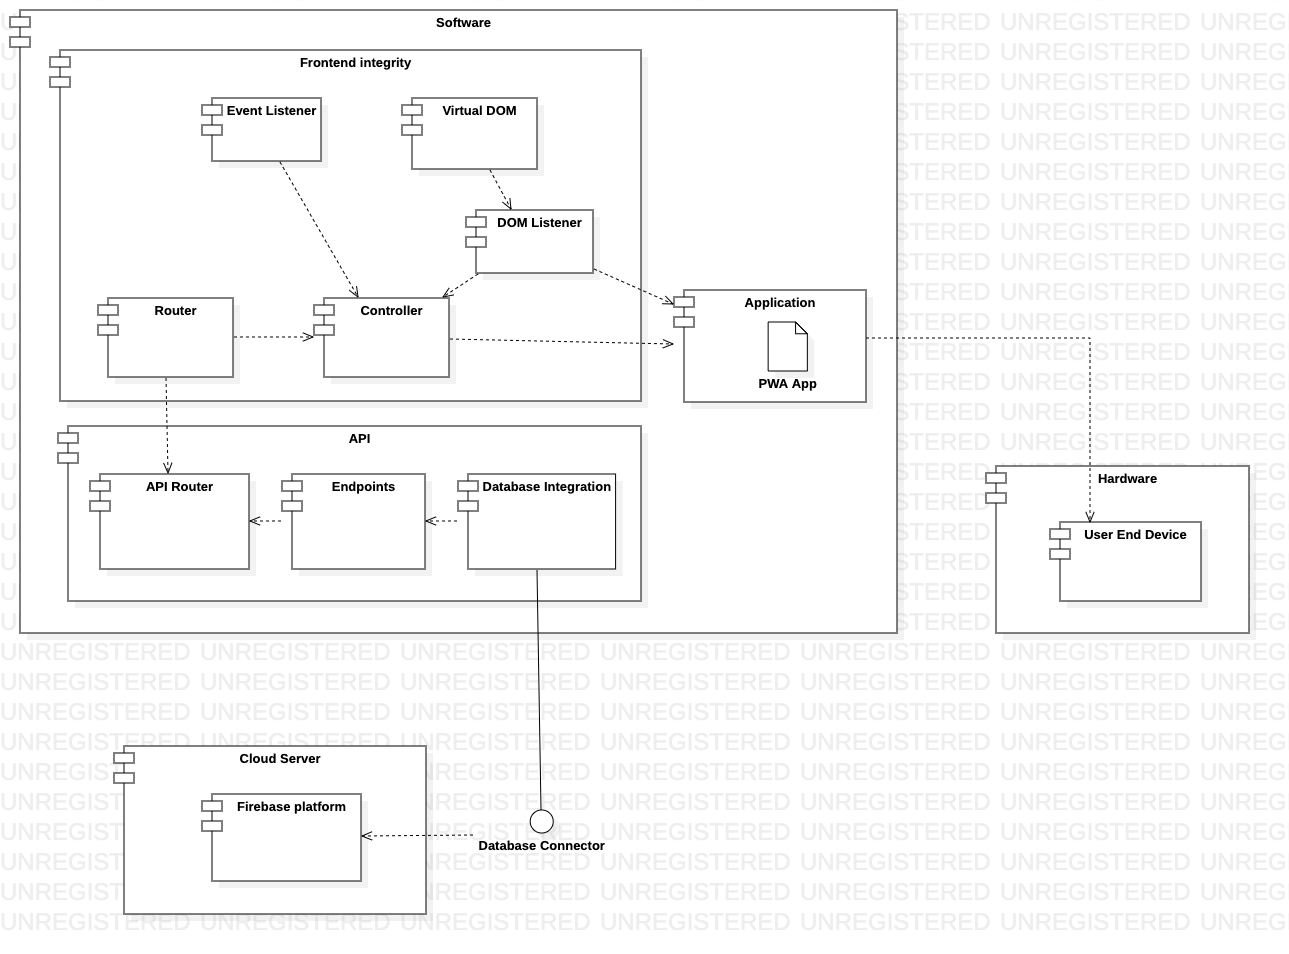 Software
Frontend integrity
Event Listener
Virtual DOM
DOM Listener
Router
Controller
Application
PWA App
API
API Router
Endpoints
Database Integration
Hardware
User End Device
Cloud Server
Firebase platform
Database Connector
UNREGISTERED